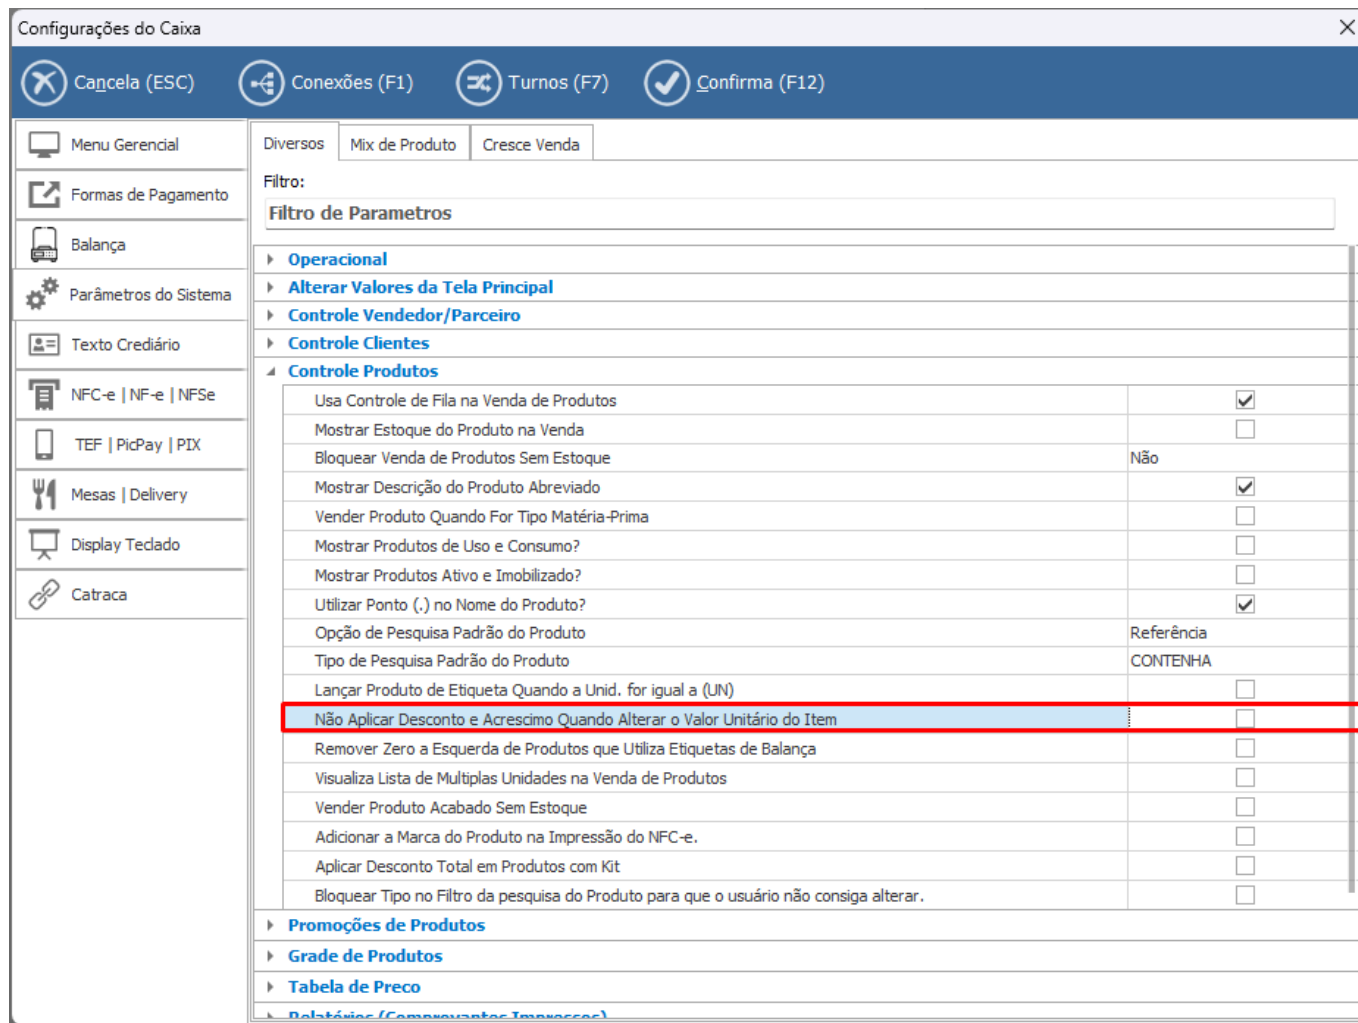 Configurações do Caixa
Cancela (ESC) Conexões (F1) Turnos (F7) Confirma (F12)
Menu Gerencial
Formas de Pagamento
Balança
Parâmetros do Sistema
Texto Crediário
NFC-e | NF-e | NFSe
TEF | PicPay | PIX
Mesas | Delivery
Display Teclado
Catraca
Diversos Mix de Produto Cresce Venda
Filtro:
Filtro de Parametros
Operacional
Alterar Valores da Tela Principal
Controle Vendedor/Parceiro
Controle Clientes
Controle Produtos
Usa Controle de Fila na Venda de Produtos
Mostrar Estoque do Produto na Venda
Bloquear Venda de Produtos Sem Estoque Não
Mostrar Descrição do Produto Abreviado
Vender Produto Quando For Tipo Matéria-Prima
Mostrar Produtos de Uso e Consumo?
Mostrar Produtos Ativo e Imobilizado?
Utilizar Ponto (.) no Nome do Produto?
Opção de Pesquisa Padrão do Produto Referência
Tipo de Pesquisa Padrão do Produto CONTENHA
Lançar Produto de Etiqueta Quando a Unid. for igual a (UN)
Não Aplicar Desconto e Acrescimo Quando Alterar o Valor Unitário do Item
Remover Zero a Esquerda de Produtos que Utiliza Etiquetas de Balança
Visualiza Lista de Multiplas Unidades na Venda de Produtos
Vender Produto Acabado Sem Estoque
Adicionar a Marca do Produto na Impressão do NFC-e.
Aplicar Desconto Total em Produtos com Kit
Bloquear Tipo no Filtro da pesquisa do Produto para que o usuário não consiga alterar.
Promoções de Produtos
Grade de Produtos
Tabela de Preco
Relatórios (Comprovantes Impressos)